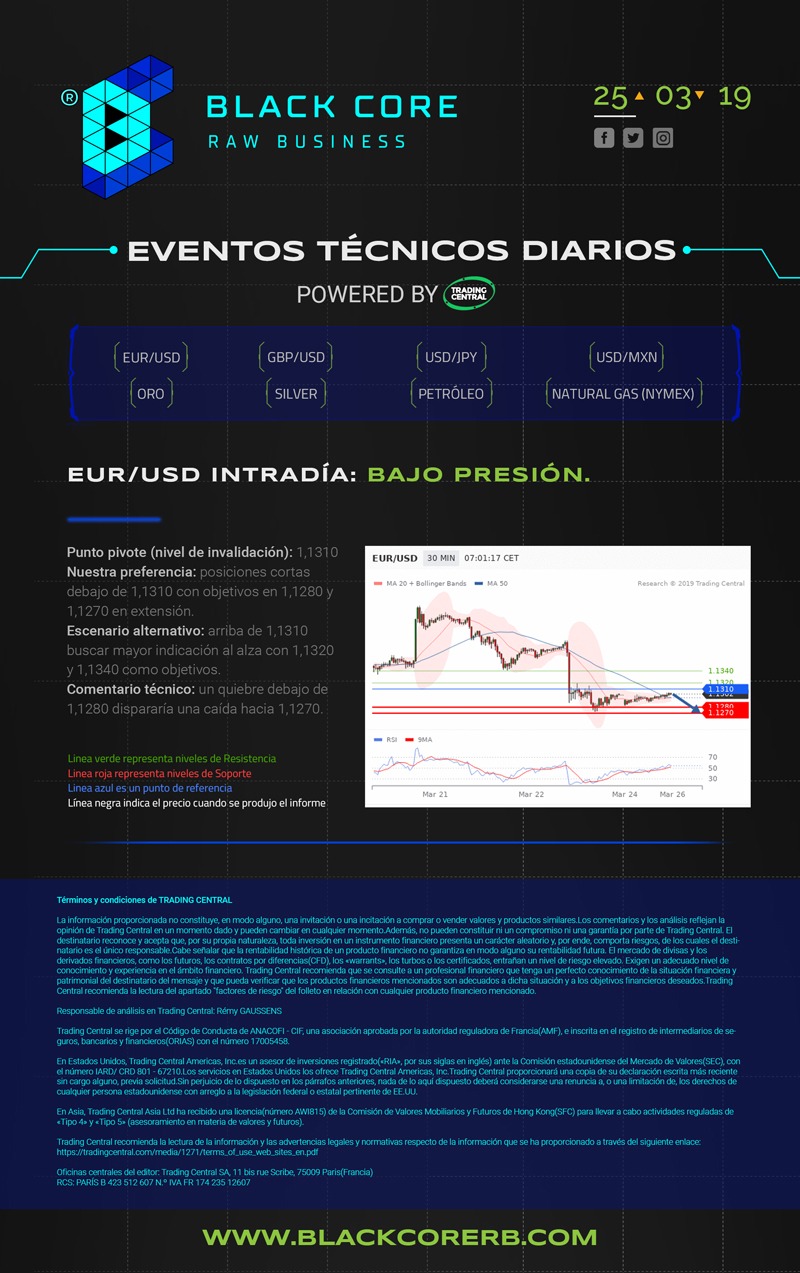 ®
BLACK CORE
RAW BUSINESS
25 03 19
EVENTOS TÉCNICOS DIARIOS
POWERED BY TRADING CENTRAL
EUR/USD GBP/USD USD/JPY USD/MXN
ORO SILVER PETRÓLEO NATURAL GAS (NYMEX)
EUR/USD INTRADÍA: BAJO PRESIÓN.
Punto pivote (nivel de invalidación): 1,1310
Nuestra preferencia: posiciones cortas
debajo de 1,1310 con objetivos en 1,1280 y
1,1270 en extensión.
Escenario alternativo: arriba de 1,1310
buscar mayor indicación al alza con 1,1320
y 1,1340 como objetivos.
Comentario técnico: un quiebre debajo de
1,1280 dispararía una caída hacia 1,1270.
Linea verde representa niveles de Resistencia
Linea roja representa niveles de Soporte
Linea azul es un punto de referencia
Línea negra indica el precio cuando se produjo el informe
EUR/USD 30 MIN 07:01:17 CET
MA 20 + Bollinger Bands MA 50 Research © 2019 Trading Central
1.1340
1.1320
1.1310
1.1302
1.1280
1.1270
RSI 9MA
70
50
30
Mar 21 Mar 22 Mar 24 Mar 26
Términos y condiciones de TRADING CENTRAL
La información proporcionada no constituye, en modo alguno, una invitación o una incitación a comprar o vender valores y productos similares.Los comentarios y los análisis reflejan la
opinión de Trading Central en un momento dado y pueden cambiar en cualquier momento.Además, no pueden constituir ni un compromiso ni una garantía por parte de Trading Central. El
destinatario reconoce y acepta que, por su propia naturaleza, toda inversión en un instrumento financiero presenta un carácter aleatorio y, por ende, comporta riesgos, de los cuales el desti-
natario es el único responsable.Cabe señalar que la rentabilidad histórica de un producto financiero no garantiza en modo alguno su rentabilidad futura. El mercado de divisas y los
derivados financieros, como los futuros, los contratos por diferencias(CFD), los «warrants», los turbos o los certificados, entrañan un nivel de riesgo elevado. Exigen un adecuado nivel de
conocimiento y experiencia en el ámbito financiero. Trading Central recomienda que se consulte a un profesional financiero que tenga un perfecto conocimiento de la situación financiera y
patrimonial del destinatario del mensaje y que pueda verificar que los productos financieros mencionados son adecuados a dicha situación y a los objetivos financieros deseados.Trading
Central recomienda la lectura del apartado "factores de riesgo" del folleto en relación con cualquier producto financiero mencionado.
Responsable de análisis en Trading Central: Rémy GAUSSENS
Trading Central se rige por el Código de Conducta de ANACOFI - CIF, una asociación aprobada por la autoridad reguladora de Francia(AMF), e inscrita en el registro de intermediarios de se-
guros, bancarios y financieros(ORIAS) con el número 17005458.
En Estados Unidos, Trading Central Americas, Inc.es un asesor de inversiones registrado(«RIA», por sus siglas en inglés) ante la Comisión estadounidense del Mercado de Valores(SEC), con
el número IARD/ CRD 801 - 67210.Los servicios en Estados Unidos los ofrece Trading Central Americas, Inc.Trading Central proporcionará una copia de su declaración escrita más reciente
sin cargo alguno, previa solicitud.Sin perjuicio de lo dispuesto en los párrafos anteriores, nada de lo aquí dispuesto deberá considerarse una renuncia a, o una limitación de, los derechos de
cualquier persona estadounidense con arreglo a la legislación federal o estatal pertinente de EE.UU.
En Asia, Trading Central Asia Ltd ha recibido una licencia(número AWI815) de la Comisión de Valores Mobiliarios y Futuros de Hong Kong(SFC) para llevar a cabo actividades reguladas de
«Tipo 4» y «Tipo 5» (asesoramiento en materia de valores y futuros).
Trading Central recomienda la lectura de la información y las advertencias legales y normativas respecto de la información que se ha proporcionado a través del siguiente enlace:
https://tradingcentral.com/media/1271/terms_of_use_web_sites_en.pdf
Oficinas centrales del editor: Trading Central SA, 11 bis rue Scribe, 75009 Paris(Francia)
RCS: PARÍS B 423 512 607 N.º IVA FR 174 235 12607
WWW.BLACKCORERB.COM